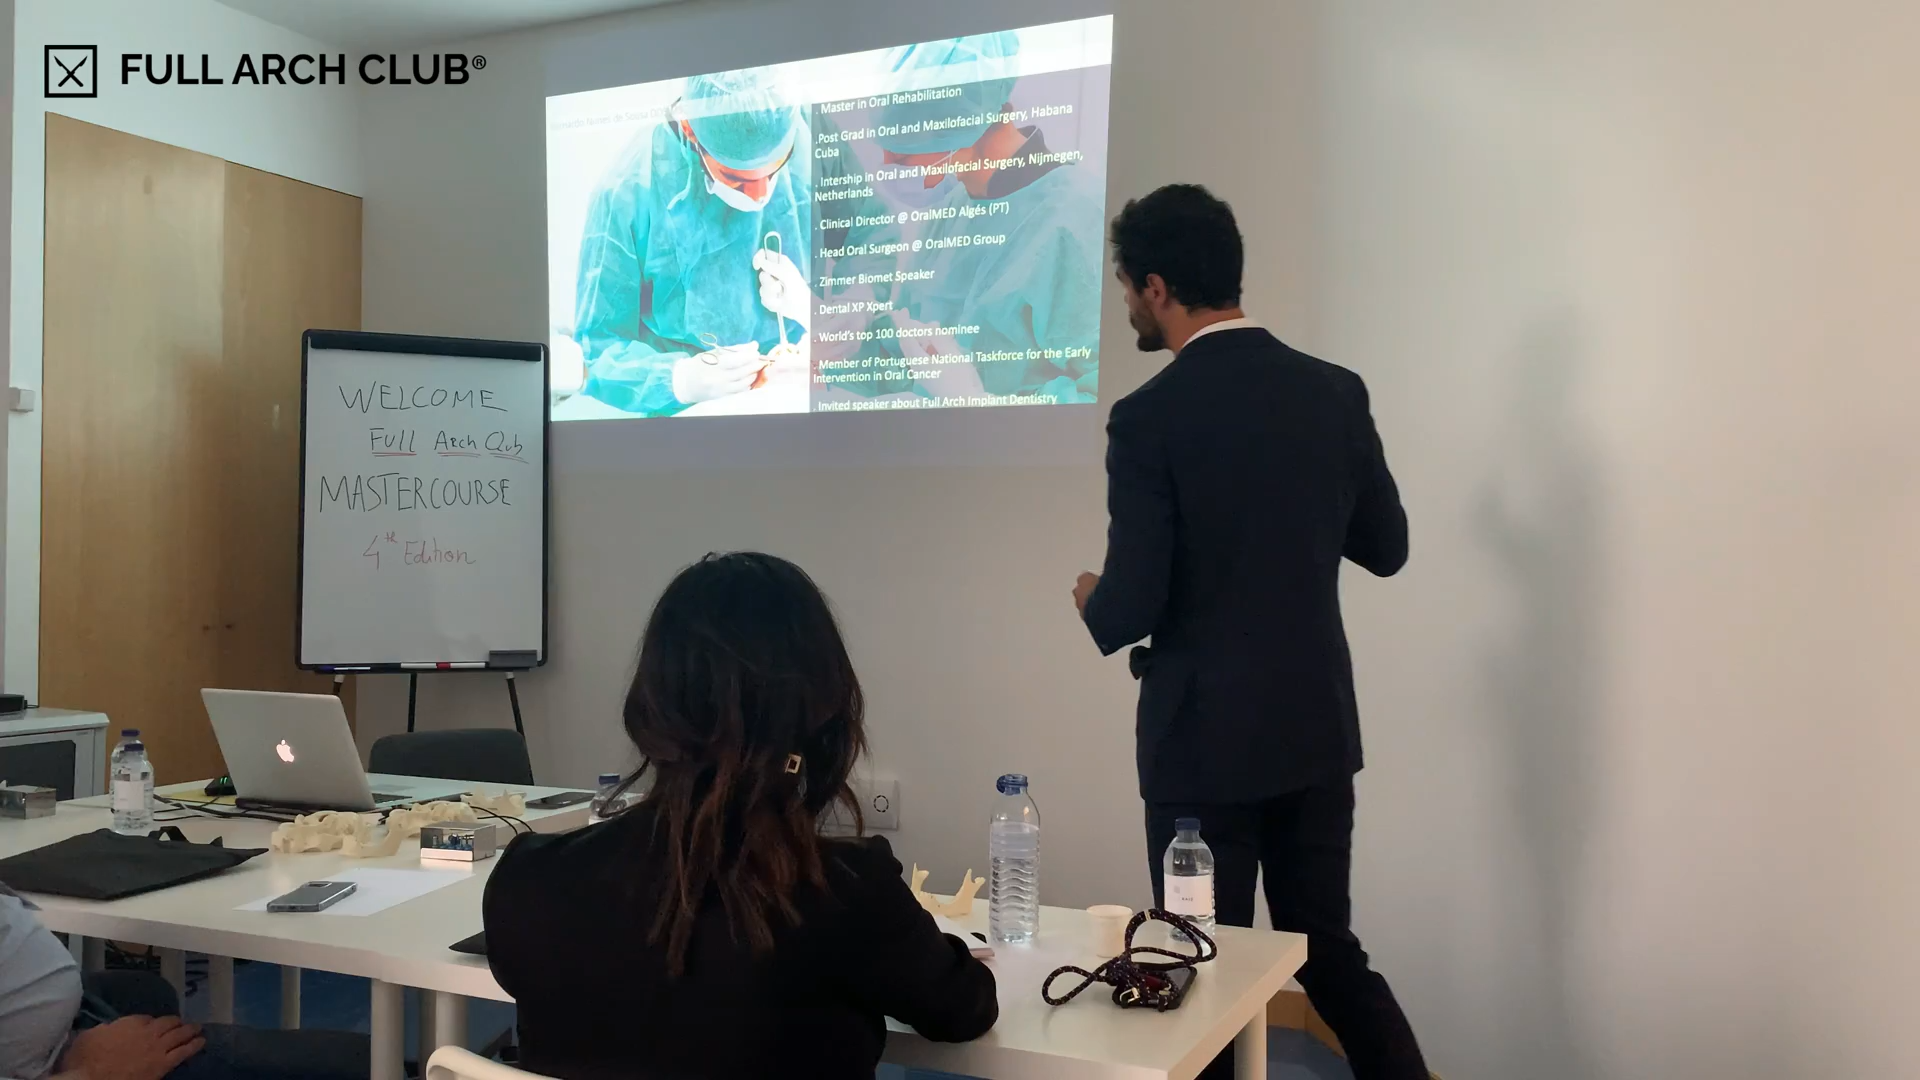 FULL ARCH CLUB®
. Master in Oral Rehabilitation
.Post Grad in Oral and Maxilofacial Surgery, Habana
Cuba
. Intership in Oral and Maxilofacial Surgery, Nijmegen,
Netherlands
. Clinical Director @ OralMED Algés (PT)
. Head Oral Surgeon @ OralMED Group
. Zimmer Biomet Speaker
. Dental XP Xpert
. World's top 100 doctors nominee
. Member of Portuguese National Taskforce for the Early
Intervention in Oral Cancer
. Invited speaker about Full Arch Implant Dentistry
WELCOME
Full Arch Club
MASTERCOURSE
4th Edition